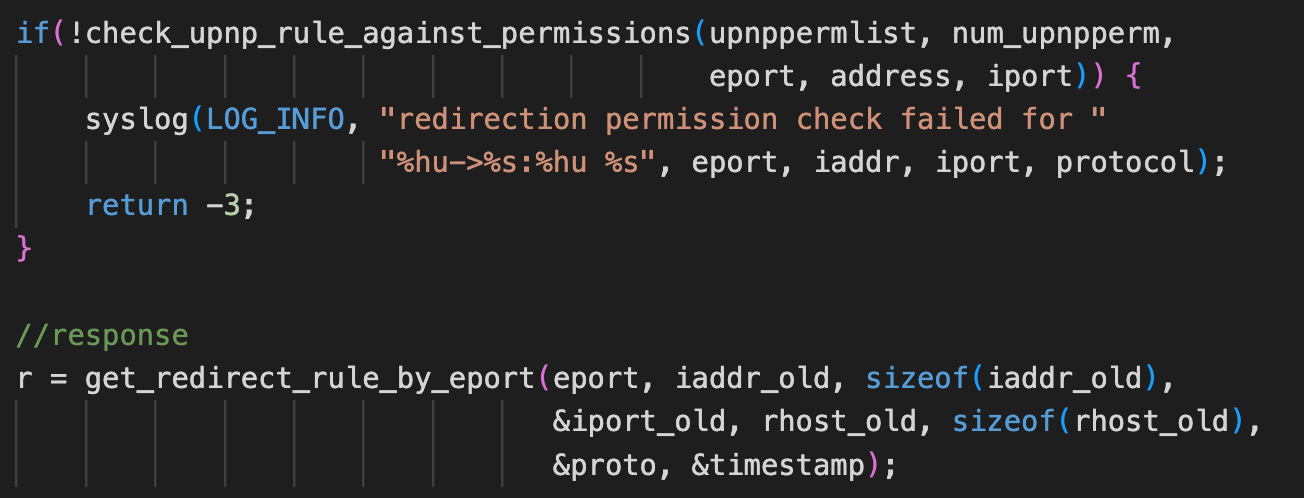 if(!check_upnp_rule_against_permissions(upnppermlist, num_upnpperm,
eport, address, iport)) {
syslog(LOG_INFO, "redirection permission check failed for "
"%hu->%s:%hu %s", eport, iaddr, iport, protocol);
return -3;
}
//response
r = get_redirect_rule_by_eport(eport, iaddr_old, sizeof(iaddr_old),
&iport_old, rhost_old, sizeof(rhost_old),
&proto, &timestamp);